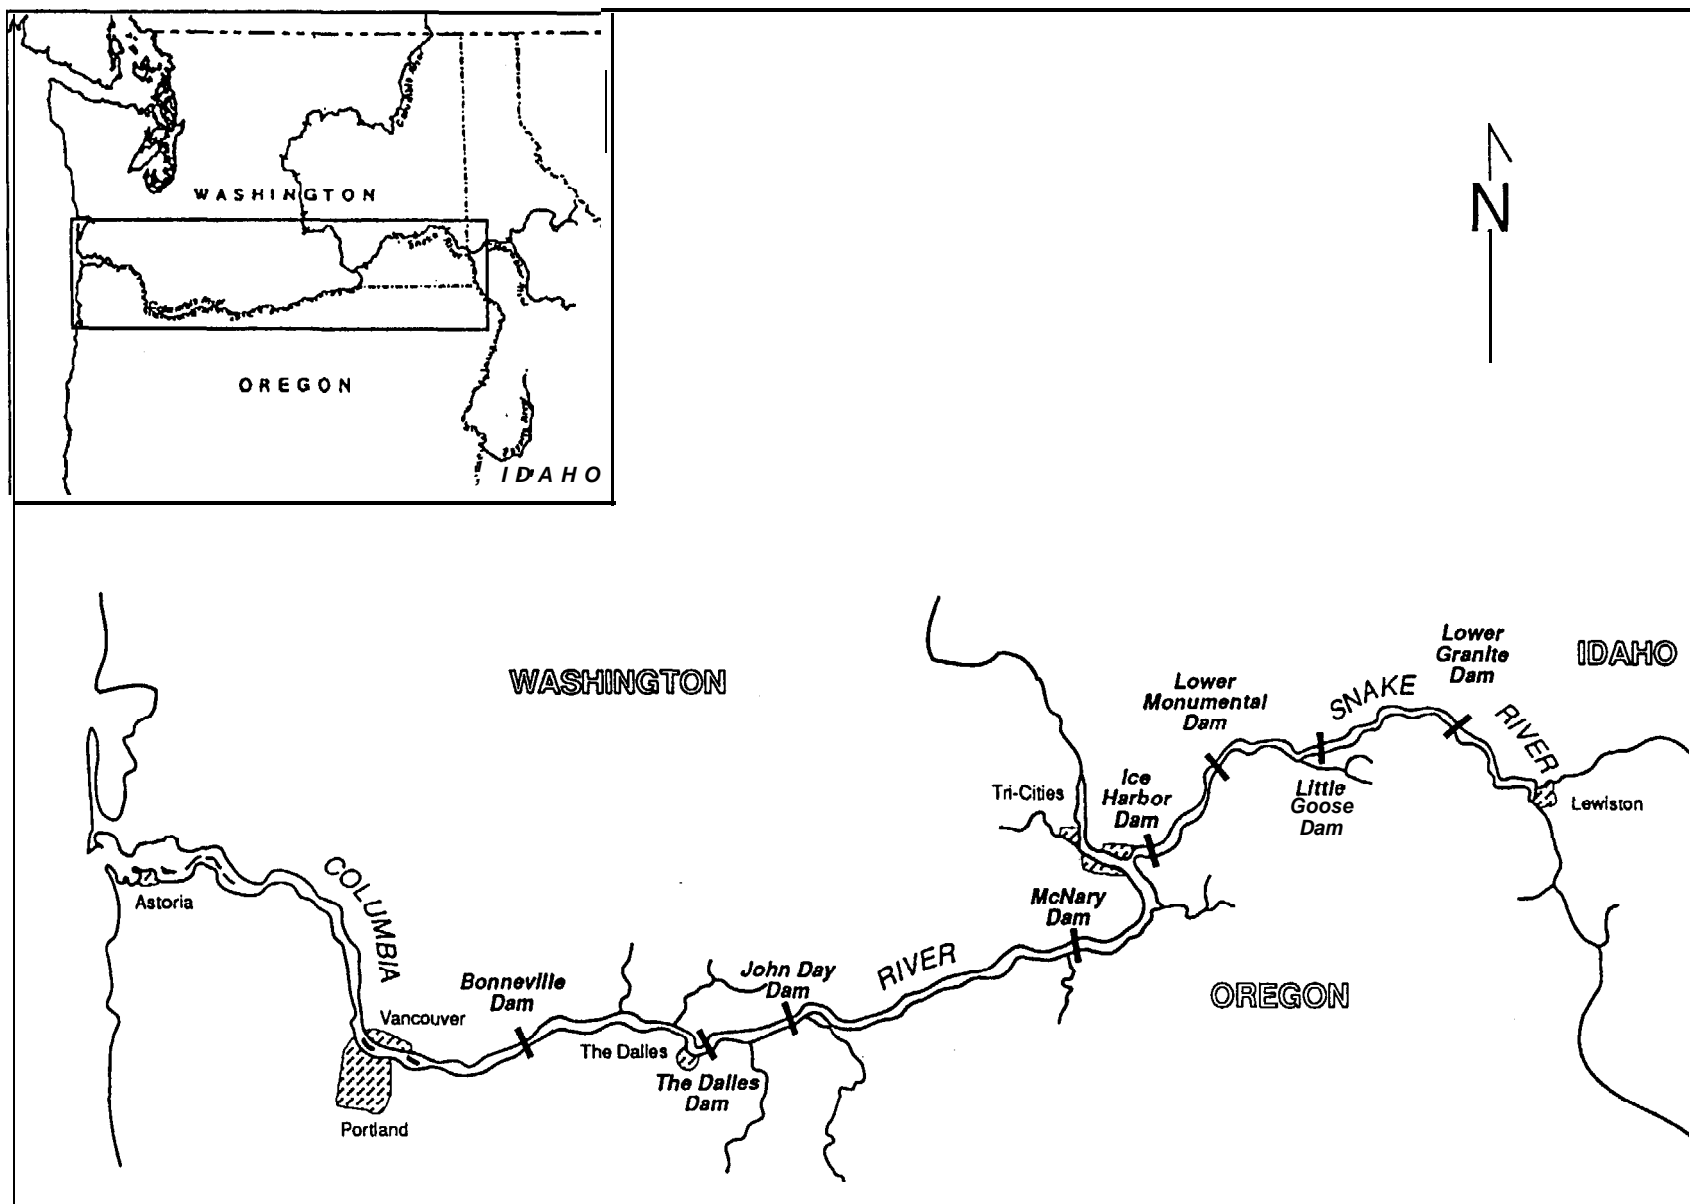 WASHINGTON
OREGON
IDAHO
N
WASHINGTON
IDAHO
Lower
Granite
Dam
SNAKE
RIVER
Lower
Monumental
Dam
Ice
Harbor
Dam
Tri-Cities
Little
Goose
Dam
Lewiston
McNary
Dam
COLUMBIA
RIVER
Astoria
OREGON
Bonneville
Dam
John Day
Dam
Vancouver
The Dalles
The Dalles
Dam
Portland